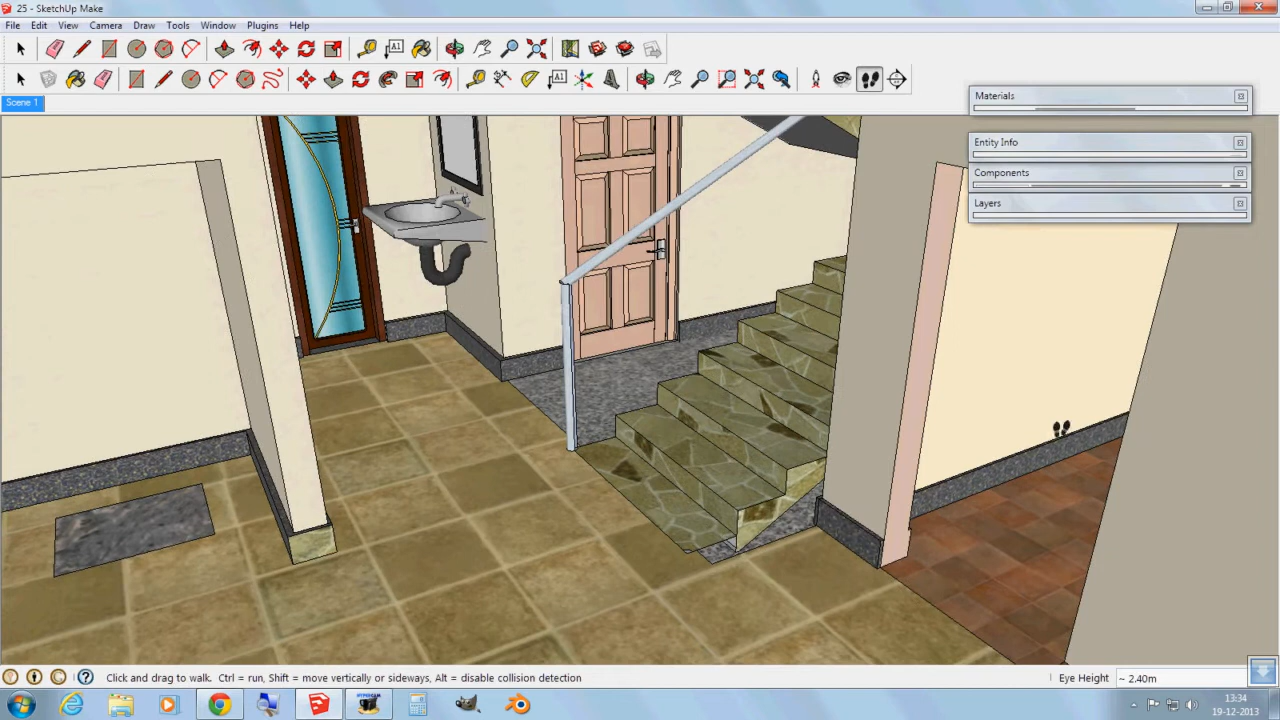 25 - SketchUp Make
File Edit View Camera Draw Tools Window Plugins Help
A1
A1
Scene 1
Materials
Entity Info
Components
Layers
Click and drag to walk. Ctrl = run, Shift = move vertically or sideways, Alt = disable collision detection
Eye Height
~ 2.40m
13:34
19-12-2013